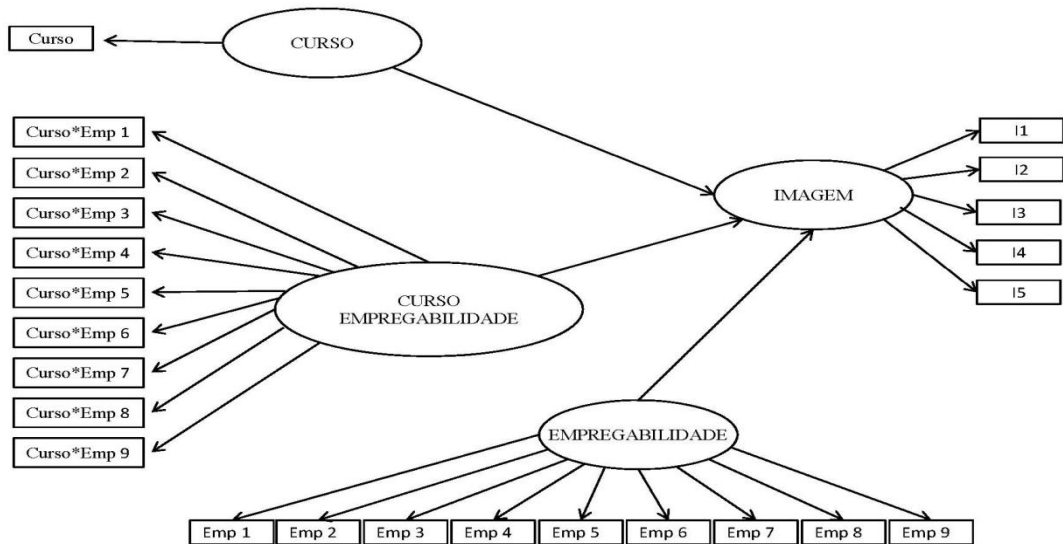 Curso
CURSO
Curso*Emp 1
Curso*Emp 2
Curso*Emp 3
Curso*Emp 4
Curso*Emp 5
Curso*Emp 6
Curso*Emp 7
Curso*Emp 8
Curso*Emp 9
CURSO
EMPREGABILIDADE
IMAGEM
I1
I2
I3
I4
I5
EMPREGABILIDADE
Emp 1
Emp 2
Emp 3
Emp 4
Emp 5
Emp 6
Emp 7
Emp 8
Emp 9